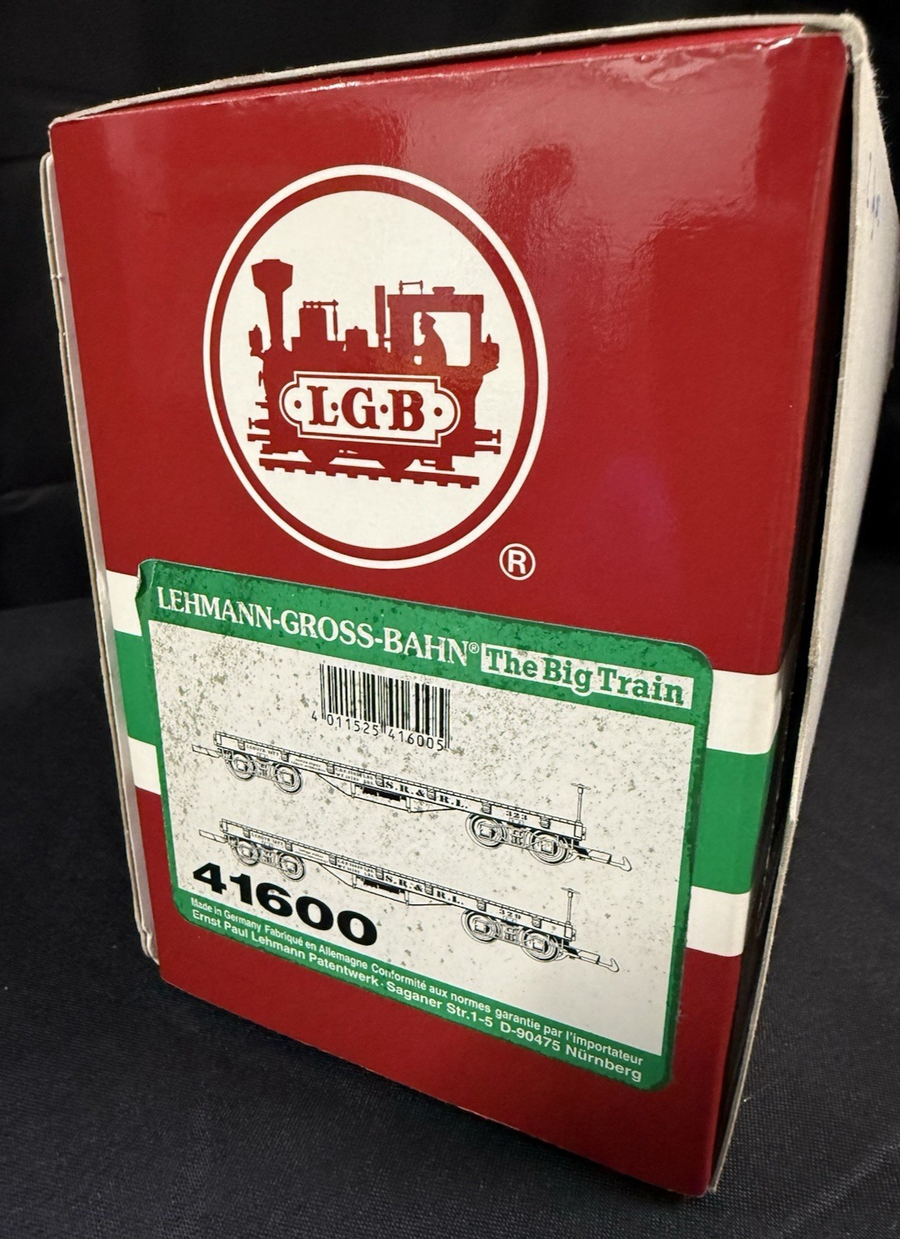 L·G·B
®
LEHMANN-GROSS-BAHN® The Big Train
4 011525 416005
S.R. & R.L. 323
S.R. & R.L. 326
41600
Made in Germany Fabriqué en Allemagne Conformité aux normes garantie par l'importateur
Ernst Paul Lehmann Patentwerk · Saganer Str.1-5 D-90475 Nürnberg